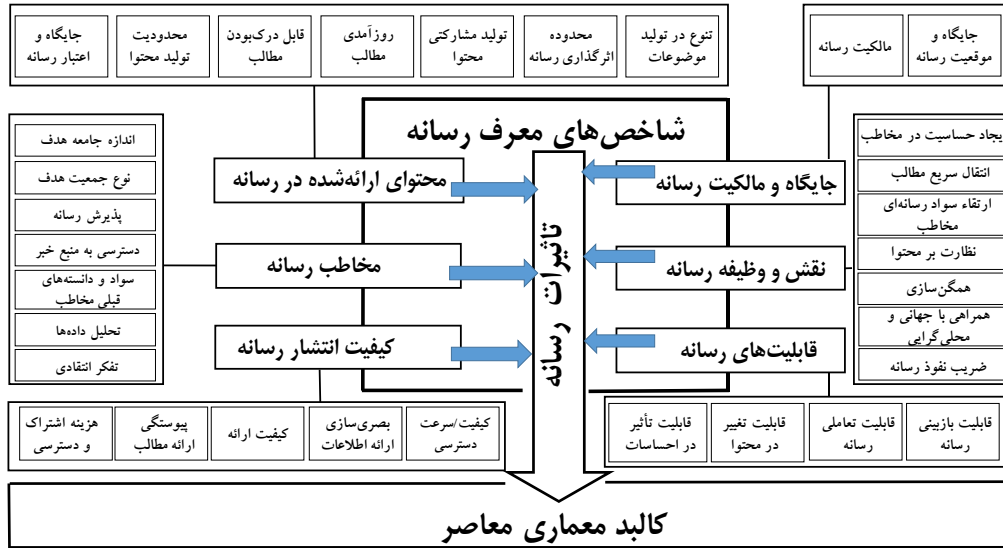 جایگاه و
موقعیت رسانه
مالکیت رسانه
تنوع در تولید
موضوعات
محدوده
اثرگذاری رسانه
تولید مشارکتی
محتوا
روزآمدی
مطالب
قابل درک‌بودن
مطالب
محدودیت
تولید محتوا
جایگاه و
اعتبار رسانه
شاخص‌های معرف رسانه
جایگاه و مالکیت رسانه
نقش و وظیفه رسانه
قابلیت‌های رسانه
تاثیرات رسانه
محتوای ارائه‌شده در رسانه
مخاطب رسانه
کیفیت انتشار رسانه
یجاد حساسیت در مخاطب
انتقال سریع مطالب
ارتقاء سواد رسانه‌ای
مخاطب
نظارت بر محتوا
همگن‌سازی
همراهی با جهانی و
محلی‌گرایی
ضریب نفوذ رسانه
اندازه جامعه هدف
نوع جمعیت هدف
پذیرش رسانه
دسترسی به منبع خبر
سواد و دانسته‌های
قبلی مخاطب
تحلیل داده‌ها
تفکر انتقادی
قابلیت بازبینی
رسانه
قابلیت تعاملی
رسانه
قابلیت تغییر
در محتوا
قابلیت تأثیر
در احساسات
کیفیت/سرعت
دسترسی
بصری‌سازی
ارائه اطلاعات
کیفیت ارائه
پیوستگی
ارائه مطالب
هزینه اشتراک
و دسترسی
کالبد معماری معاصر